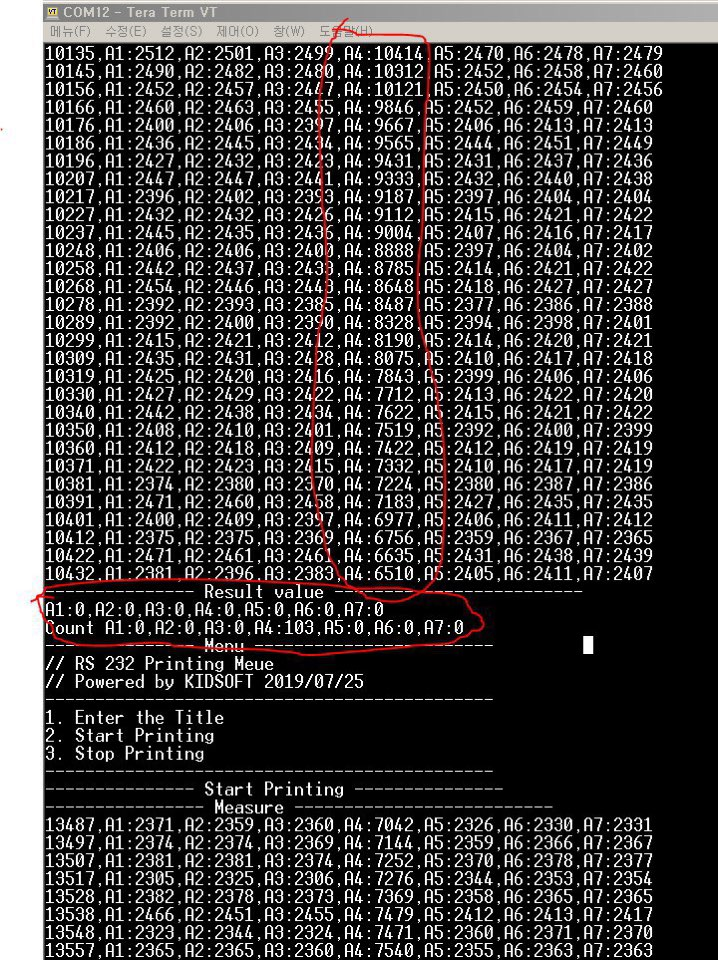 COM12 - Tera Term VT
메뉴(F) 수정(E) 설정(S) 제어(O) 창(W) 도움말(H)
10135,A1:2512,A2:2501,A3:2499,A4:10414,A5:2470,A6:2478,A7:2479
10145,A1:2490,A2:2482,A3:2480,A4:10312,A5:2452,A6:2458,A7:2460
10156,A1:2452,A2:2457,A3:2447,A4:10121,A5:2450,A6:2454,A7:2456
10166,A1:2460,A2:2463,A3:2455,A4:9846,A5:2452,A6:2459,A7:2460
10176,A1:2400,A2:2406,A3:2397,A4:9667,A5:2406,A6:2413,A7:2413
10186,A1:2436,A2:2445,A3:2434,A4:9565,A5:2444,A6:2451,A7:2449
10196,A1:2427,A2:2432,A3:2423,A4:9431,A5:2431,A6:2437,A7:2436
10207,A1:2447,A2:2447,A3:2441,A4:9333,A5:2432,A6:2440,A7:2438
10217,A1:2396,A2:2402,A3:2393,A4:9187,A5:2397,A6:2404,A7:2404
10227,A1:2432,A2:2432,A3:2426,A4:9112,A5:2415,A6:2421,A7:2422
10237,A1:2445,A2:2435,A3:2436,A4:9004,A5:2407,A6:2416,A7:2417
10248,A1:2406,A2:2406,A3:2400,A4:8888,A5:2397,A6:2404,A7:2402
10258,A1:2442,A2:2437,A3:2433,A4:8785,A5:2414,A6:2421,A7:2422
10268,A1:2454,A2:2446,A3:2443,A4:8648,A5:2418,A6:2427,A7:2427
10278,A1:2392,A2:2393,A3:2385,A4:8487,A5:2377,A6:2386,A7:2388
10289,A1:2392,A2:2400,A3:2390,A4:8328,A5:2394,A6:2398,A7:2401
10299,A1:2415,A2:2421,A3:2412,A4:8190,A5:2414,A6:2420,A7:2421
10309,A1:2435,A2:2431,A3:2428,A4:8075,A5:2410,A6:2417,A7:2418
10319,A1:2425,A2:2420,A3:2416,A4:7843,A5:2399,A6:2406,A7:2406
10330,A1:2427,A2:2429,A3:2422,A4:7712,A5:2413,A6:2422,A7:2420
10340,A1:2442,A2:2438,A3:2434,A4:7622,A5:2415,A6:2421,A7:2422
10350,A1:2408,A2:2410,A3:2401,A4:7519,A5:2392,A6:2400,A7:2399
10360,A1:2412,A2:2418,A3:2409,A4:7422,A5:2412,A6:2419,A7:2419
10371,A1:2422,A2:2423,A3:2415,A4:7332,A5:2410,A6:2417,A7:2419
10381,A1:2374,A2:2380,A3:2370,A4:7224,A5:2380,A6:2387,A7:2386
10391,A1:2471,A2:2460,A3:2458,A4:7183,A5:2427,A6:2435,A7:2435
10401,A1:2400,A2:2409,A3:2397,A4:6977,A5:2406,A6:2411,A7:2412
10412,A1:2375,A2:2375,A3:2369,A4:6756,A5:2359,A6:2367,A7:2365
10422,A1:2471,A2:2461,A3:2461,A4:6635,A5:2431,A6:2438,A7:2439
10432,A1:2381,A2:2396,A3:2383,A4:6510,A5:2405,A6:2411,A7:2407
--------------- Result value -----------------------
A1:0,A2:0,A3:0,A4:0,A5:0,A6:0,A7:0
Count A1:0,A2:0,A3:0,A4:103,A5:0,A6:0,A7:0
--------------- Menu ------------------------
// RS 232 Printing Meue
// Powered by KIDSOFT 2019/07/25
---------------------------------------------
1. Enter the Title
2. Start Printing
3. Stop Printing
---------------------------------------------
--------------- Start Printing ---------------
---------------- Measure --------------------------
13487,A1:2371,A2:2359,A3:2360,A4:7042,A5:2326,A6:2330,A7:2331
13497,A1:2374,A2:2374,A3:2369,A4:7144,A5:2359,A6:2366,A7:2367
13507,A1:2381,A2:2381,A3:2374,A4:7252,A5:2370,A6:2378,A7:2377
13517,A1:2305,A2:2325,A3:2306,A4:7276,A5:2344,A6:2353,A7:2354
13528,A1:2382,A2:2378,A3:2373,A4:7369,A5:2358,A6:2365,A7:2365
13538,A1:2466,A2:2451,A3:2455,A4:7479,A5:2412,A6:2413,A7:2417
13548,A1:2323,A2:2344,A3:2324,A4:7471,A5:2360,A6:2371,A7:2370
13557,A1:2365,A2:2365,A3:2360,A4:7540,A5:2355,A6:2363,A7:2363